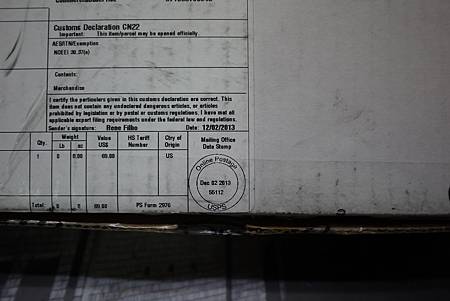 Customs Declaration CN22
Important: This item/parcel may be opened officially.
AES/ITN/Exemption
NOEEI 30.37(a)
Contents:
Merchandise
I certify the particulars given in this customs declaration are correct. This
item does not contain any undeclared dangerous articles, or articles
prohibited by legislation or by postal or customs regulations. I have met all
applicable export filing requirements under the federal law and regulations.
Sender's signature: Rene Filho Date: 12/02/2013
Qty. Weight Value US$ HS Tariff Number Ctry of Origin Mailing Office Date Stamp
Lb oz
1 0 0.00 69.00 US
Online Postage
Dec 02 2013
55112
USPS
Total: 0 0 69.00 PS Form 2976